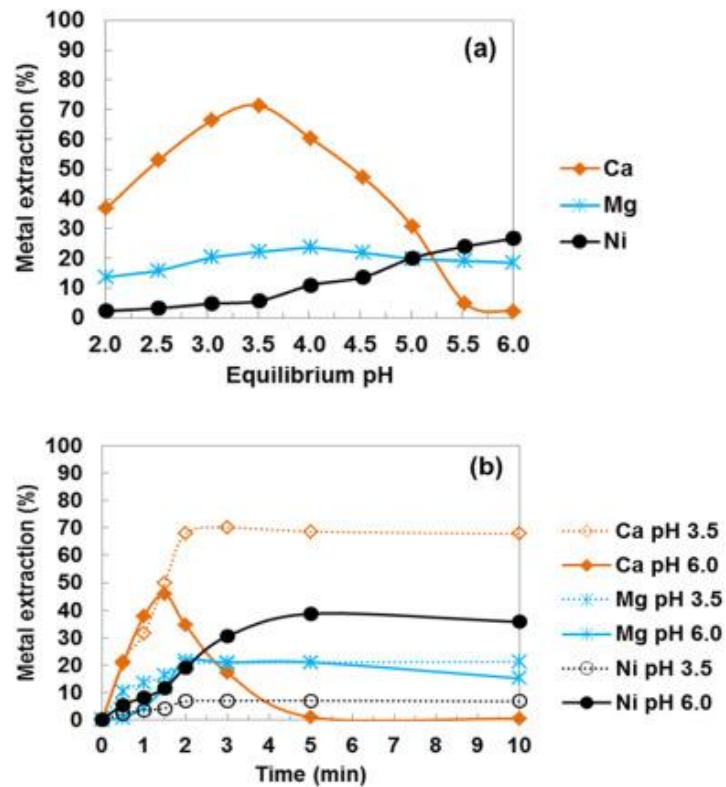 (a)
Metal extraction (%)
100
90
80
70
60
50
40
30
20
10
0
2.0 2.5 3.0 3.5 4.0 4.5 5.0 5.5 6.0
Equilibrium pH
Ca
Mg
Ni
(b)
Metal extraction (%)
100
90
80
70
60
50
40
30
20
10
0
0 1 2 3 4 5 6 7 8 9 10
Time (min)
Ca pH 3.5
Ca pH 6.0
Mg pH 3.5
Mg pH 6.0
Ni pH 3.5
Ni pH 6.0